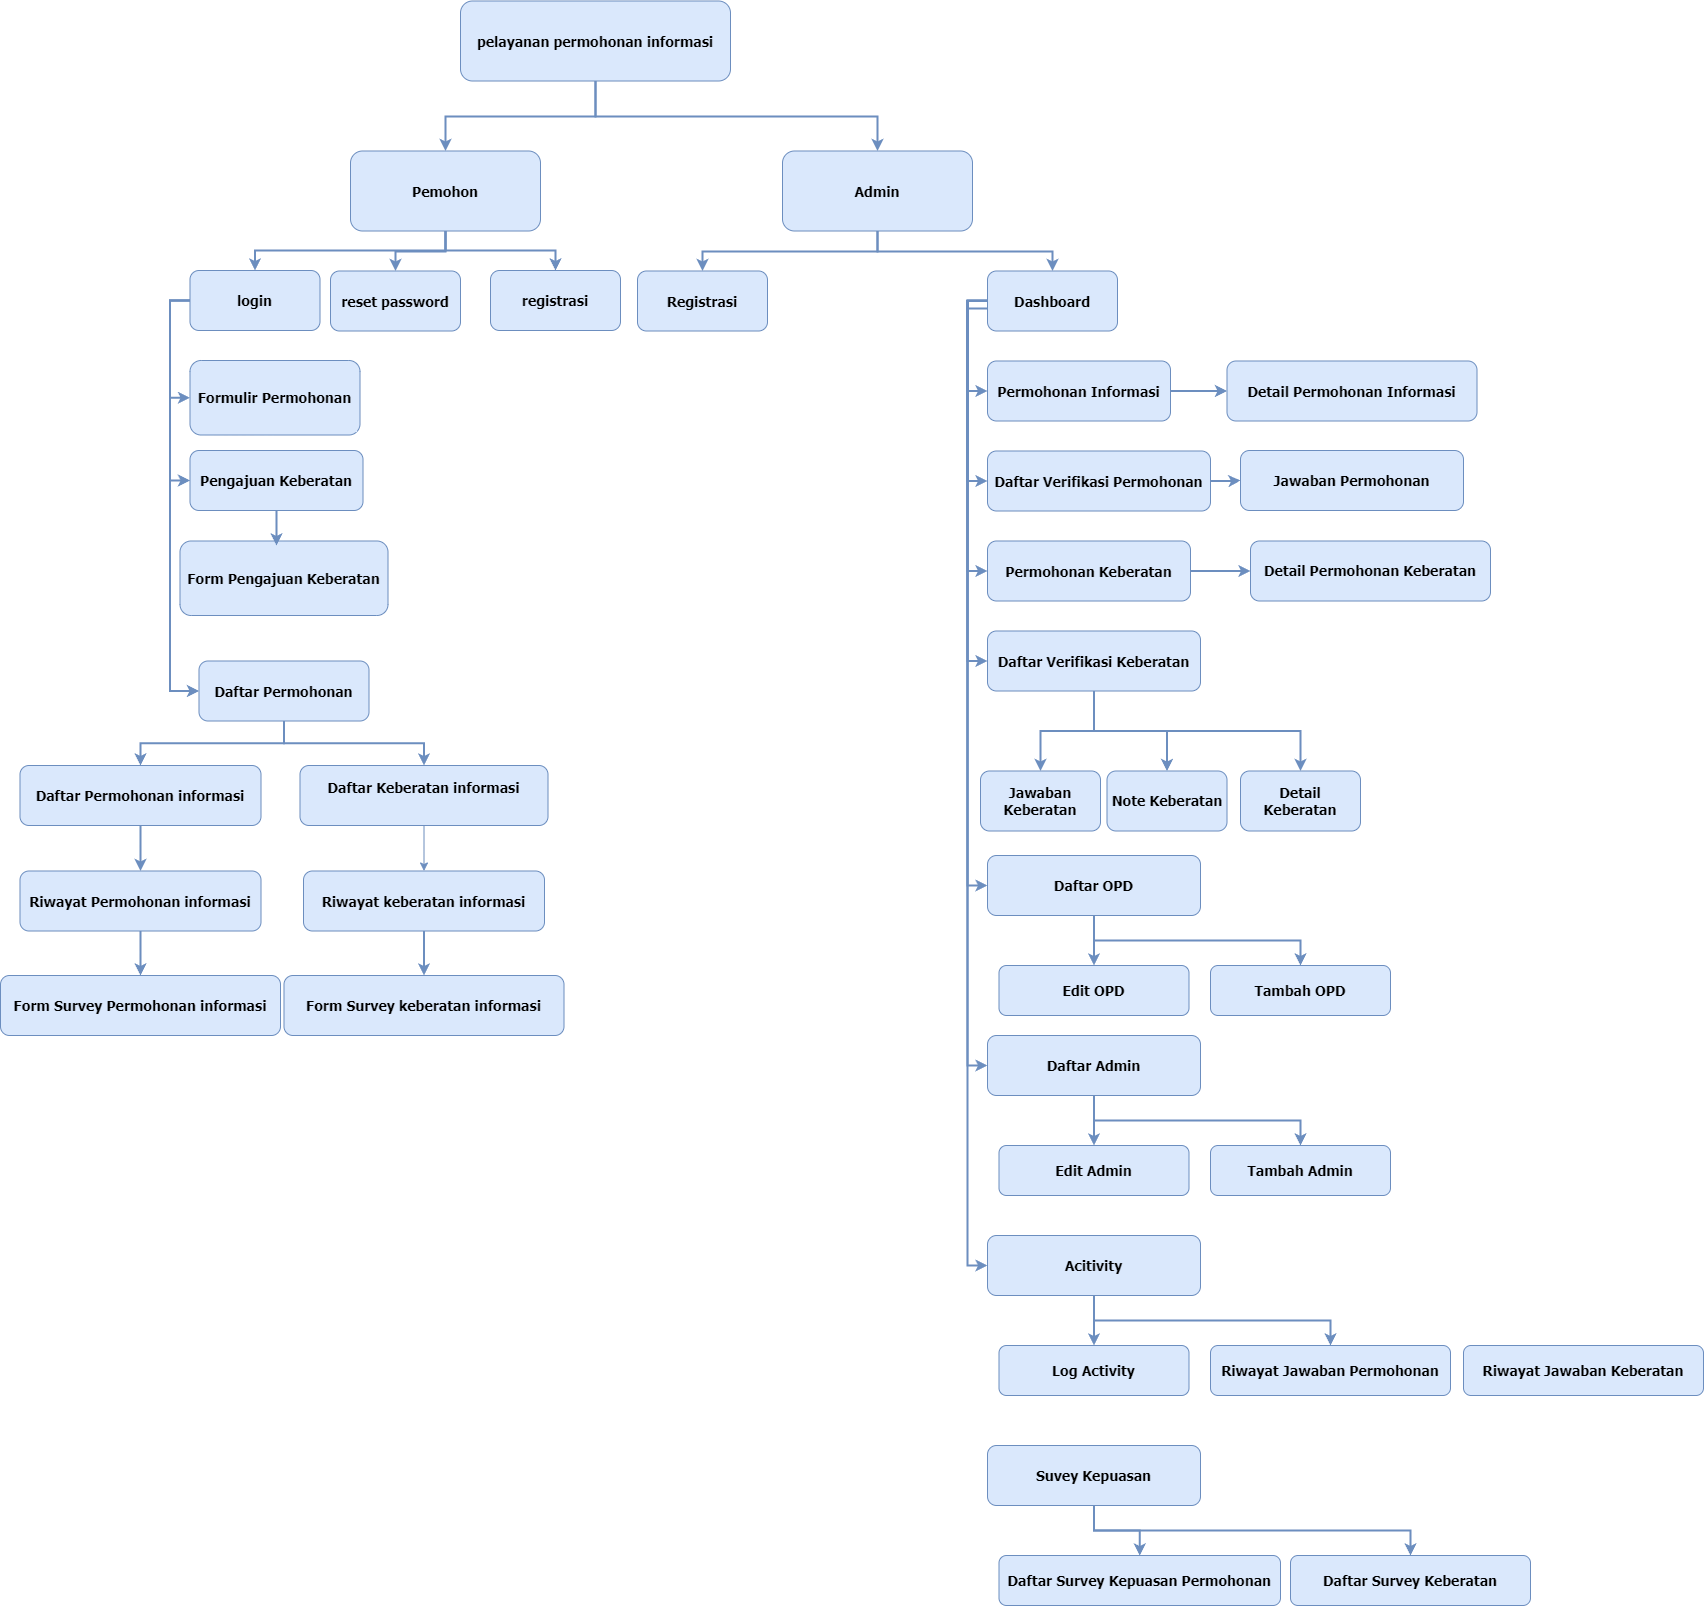 pelayanan permohonan informasi
Pemohon
Admin
login
reset password
registrasi
Registrasi
Dashboard
Formulir Permohonan
Permohonan Informasi
Detail Permohonan Informasi
Pengajuan Keberatan
Daftar Verifikasi Permohonan
Jawaban Permohonan
Form Pengajuan Keberatan
Permohonan Keberatan
Detail Permohonan Keberatan
Daftar Permohonan
Daftar Verifikasi Keberatan
Daftar Permohonan informasi
Daftar Keberatan informasi
Jawaban
Keberatan
Note Keberatan
Detail
Keberatan
Riwayat Permohonan informasi
Riwayat keberatan informasi
Daftar OPD
Form Survey Permohonan informasi
Form Survey keberatan informasi
Edit OPD
Tambah OPD
Daftar Admin
Edit Admin
Tambah Admin
Acitivity
Log Activity
Riwayat Jawaban Permohonan
Riwayat Jawaban Keberatan
Suvey Kepuasan
Daftar Survey Kepuasan Permohonan
Daftar Survey Keberatan